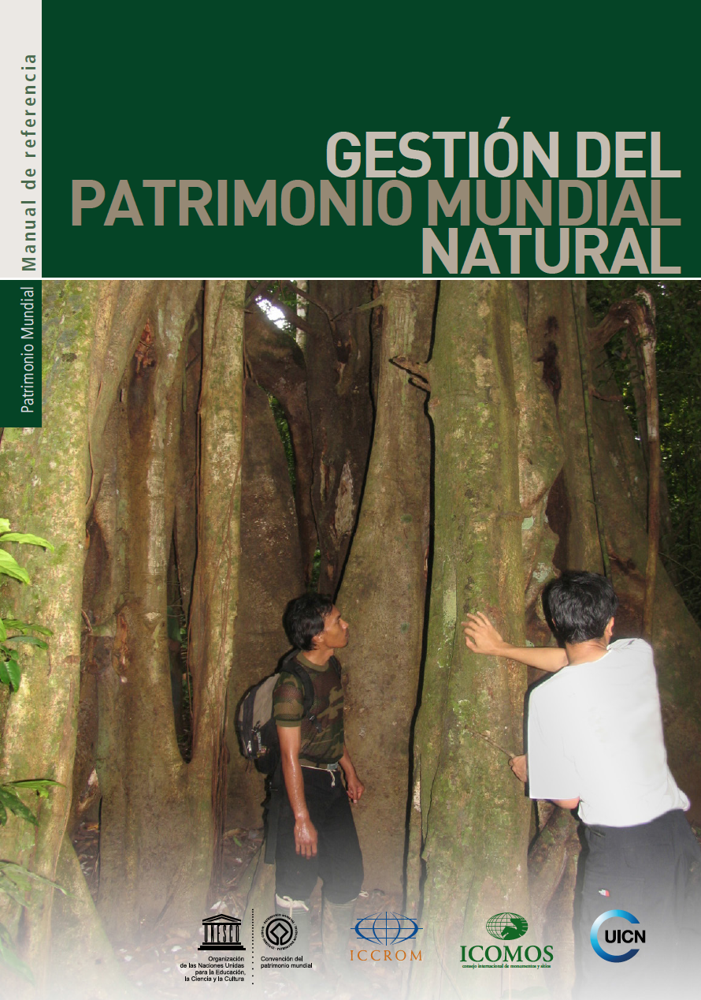 Manual de referencia
GESTIÓN DEL
PATRIMONIO MUNDIAL
NATURAL
Patrimonio Mundial
UNESCO
Organización
de las Naciones Unidas
para la Educación,
la Ciencia y la Cultura
Convención del
patrimonio mundial
ICCROM
ICOMOS
consejo internacional de monumentos y sitios
UICN